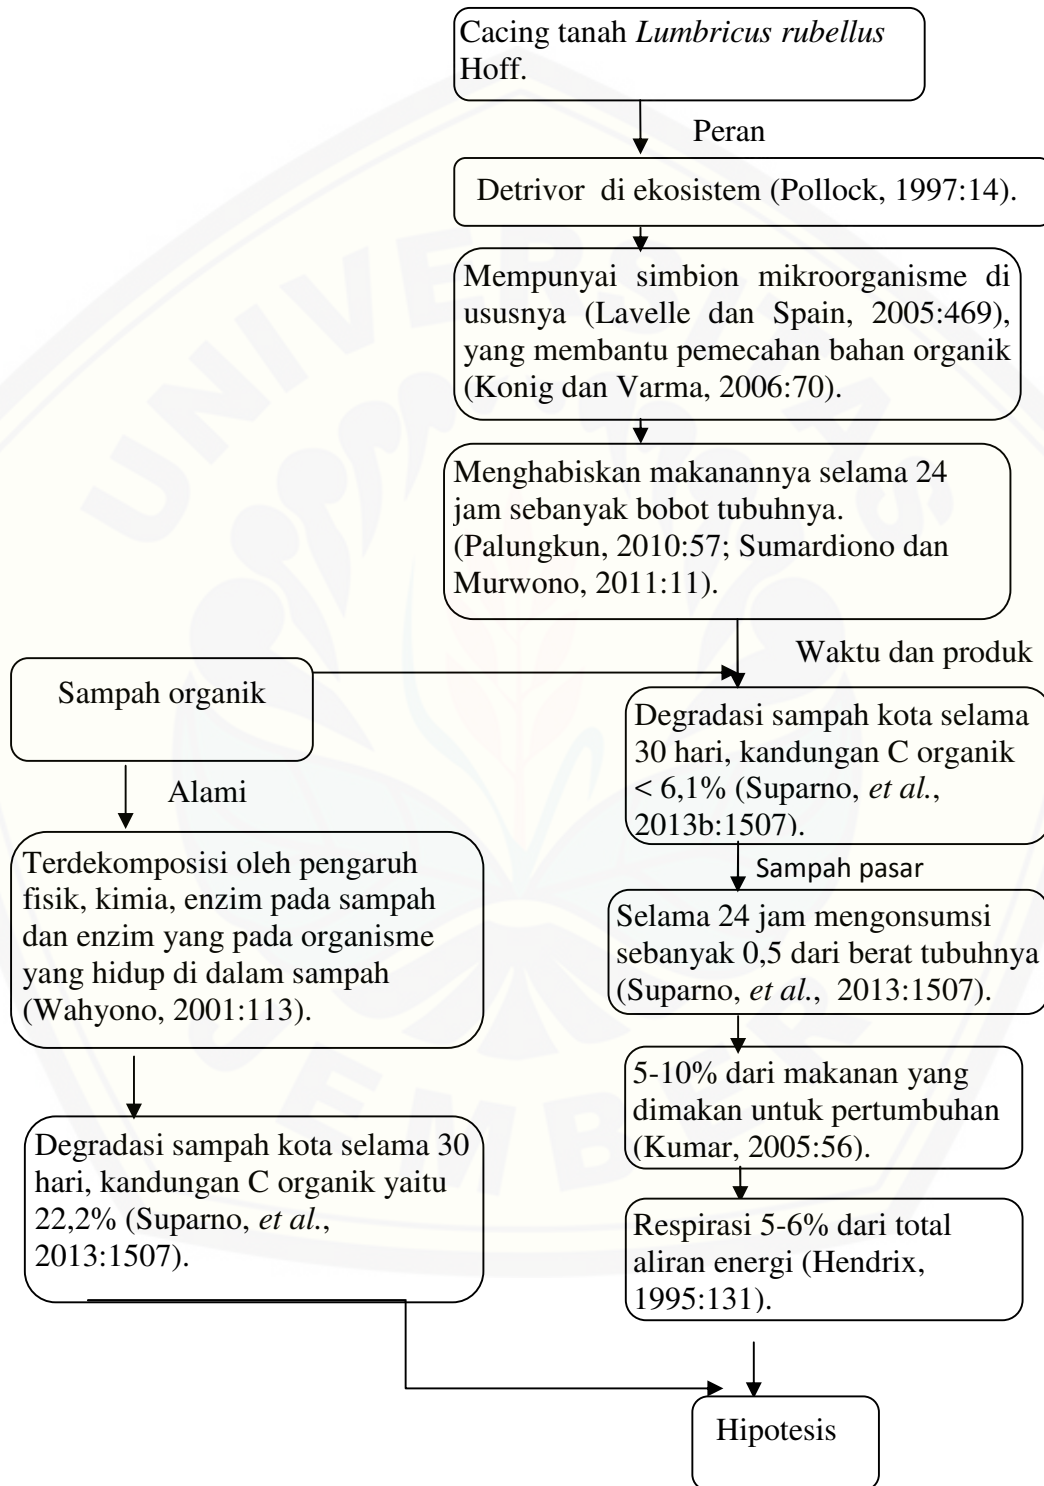 Cacing tanah Lumbricus rubellus
Hoff.
Peran
Detrivor di ekosistem (Pollock, 1997:14).
Mempunyai simbion mikroorganisme di
ususnya (Lavelle dan Spain, 2005:469),
yang membantu pemecahan bahan organik
(Konig dan Varma, 2006:70).
Menghabiskan makanannya selama 24
jam sebanyak bobot tubuhnya.
(Palungkun, 2010:57; Sumardiono dan
Murwono, 2011:11).
Waktu dan produk
Sampah organik
Degradasi sampah kota selama
30 hari, kandungan C organik
< 6,1% (Suparno, et al.,
2013b:1507).
Alami
Terdekomposisi oleh pengaruh
fisik, kimia, enzim pada sampah
dan enzim yang pada organisme
yang hidup di dalam sampah
(Wahyono, 2001:113).
Sampah pasar
Selama 24 jam mengonsumsi
sebanyak 0,5 dari berat tubuhnya
(Suparno, et al., 2013:1507).
5-10% dari makanan yang
dimakan untuk pertumbuhan
(Kumar, 2005:56).
Degradasi sampah kota selama 30
hari, kandungan C organik yaitu
22,2% (Suparno, et al.,
2013:1507).
Respirasi 5-6% dari total
aliran energi (Hendrix,
1995:131).
Hipotesis
UNIVERSITAS
JEMBER